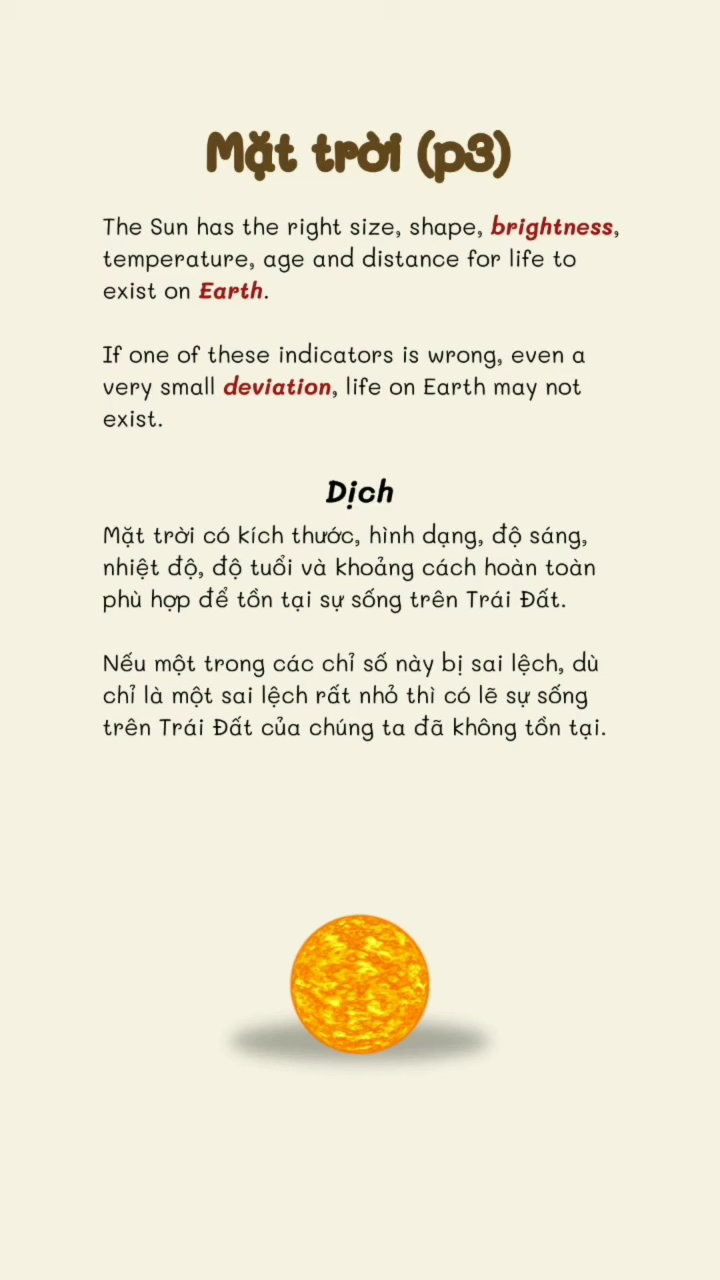 Mặt trời (p3)
The Sun has the right size, shape, brightness,
temperature, age and distance for life to
exist on Earth.
If one of these indicators is wrong, even a
very small deviation, life on Earth may not
exist.
Dịch
Mặt trời có kích thước, hình dạng, độ sáng,
nhiệt độ, độ tuổi và khoảng cách hoàn toàn
phù hợp để tồn tại sự sống trên Trái Đất.
Nếu một trong các chỉ số này bị sai lệch, dù
chỉ là một sai lệch rất nhỏ thì có lẽ sự sống
trên Trái Đất của chúng ta đã không tồn tại.